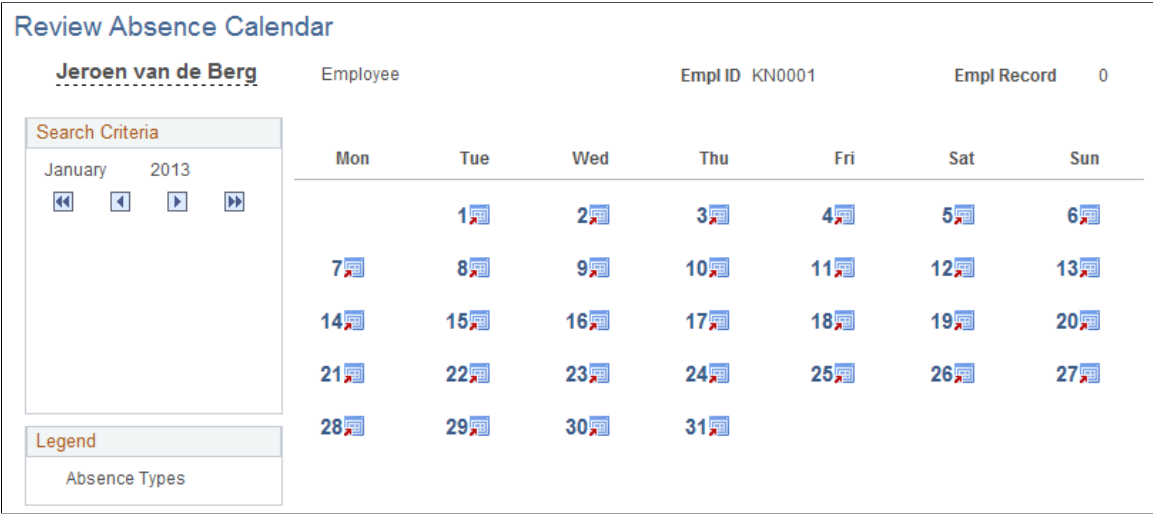 Review Absence Calendar
Jeroen van de Berg Employee Empl ID KN0001 Empl Record 0
Search Criteria
January 2013
Mon Tue Wed Thu Fri Sat Sun
1 2 3 4 5 6
7 8 9 10 11 12 13
14 15 16 17 18 19 20
21 22 23 24 25 26 27
28 29 30 31
Legend
Absence Types